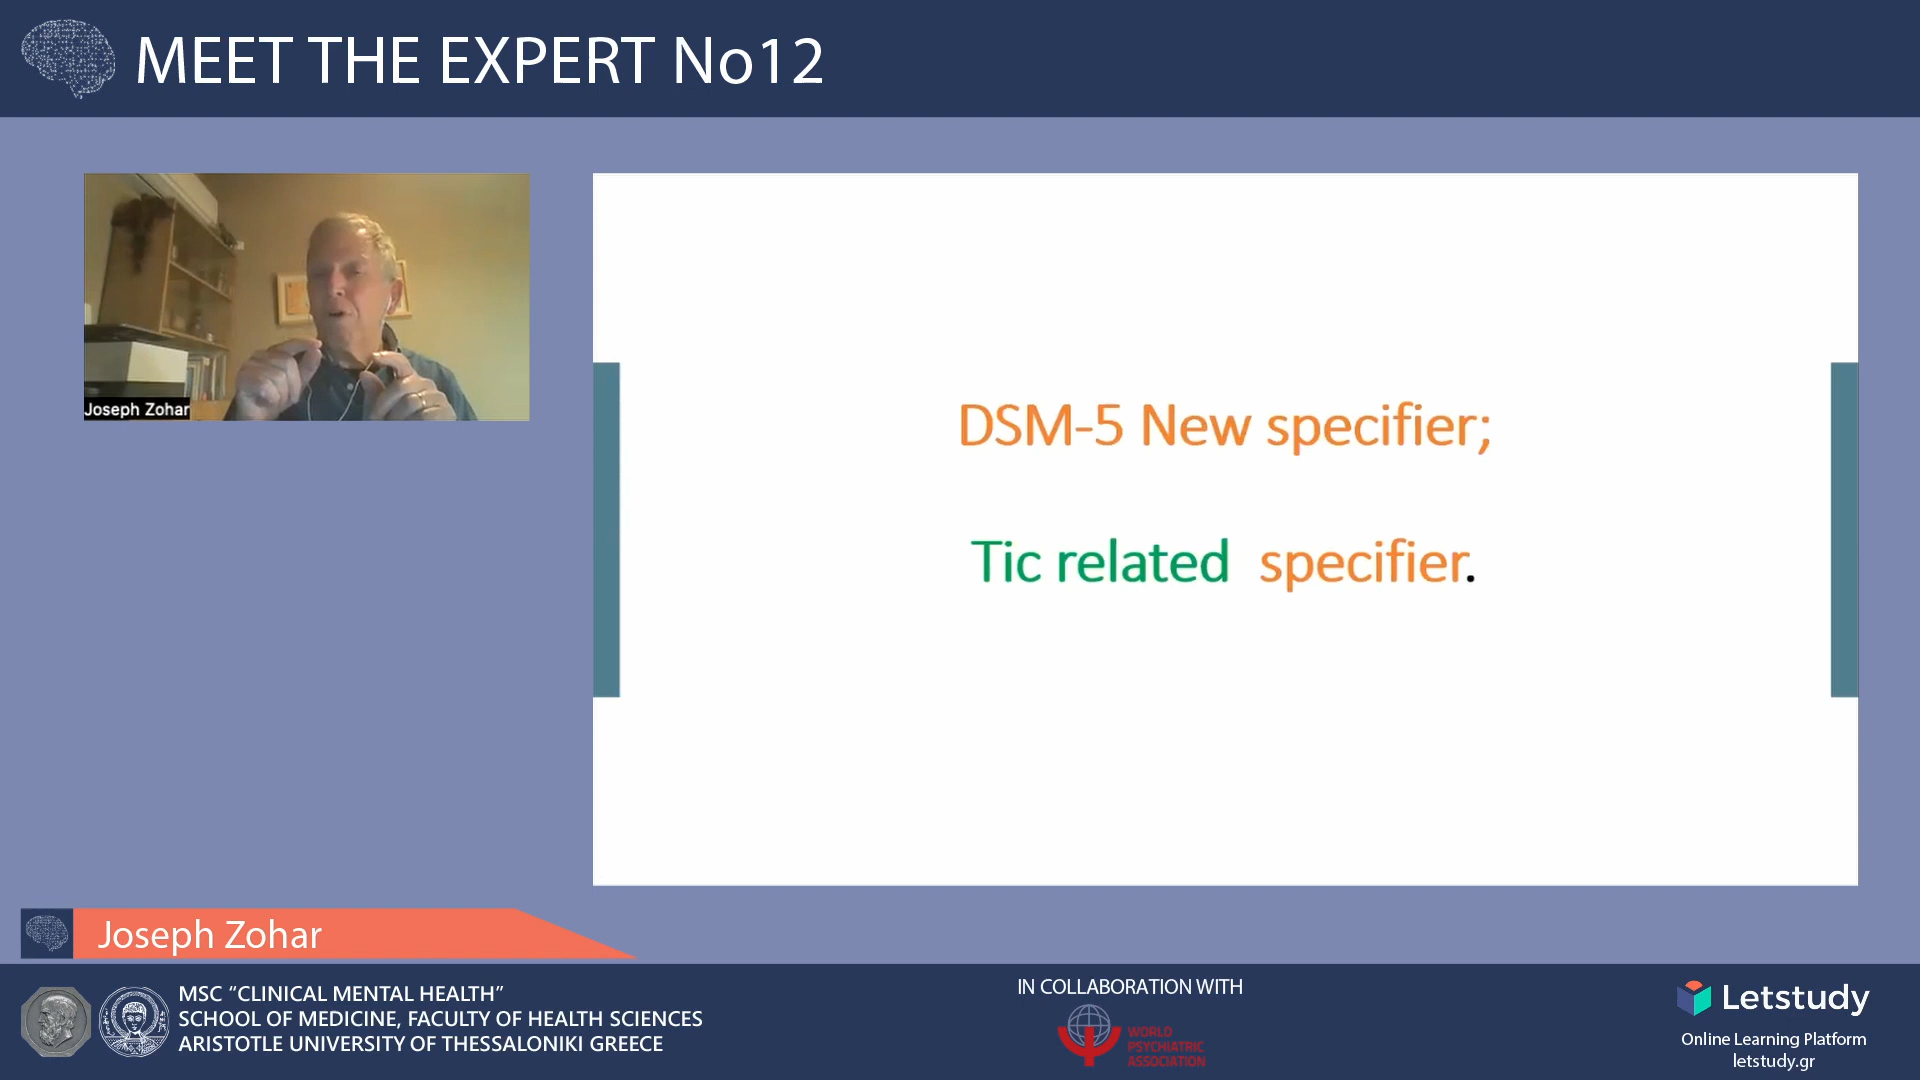 MEET THE EXPERT No12
Joseph Zohar
DSM-5 New specifier;
Tic related specifier.
Joseph Zohar
MSC “CLINICAL MENTAL HEALTH”
SCHOOL OF MEDICINE, FACULTY OF HEALTH SCIENCES
ARISTOTLE UNIVERSITY OF THESSALONIKI GREECE
IN COLLABORATION WITH
WORLD
PSYCHIATRIC
ASSOCIATION
Letstudy
Online Learning Platform
letstudy.gr